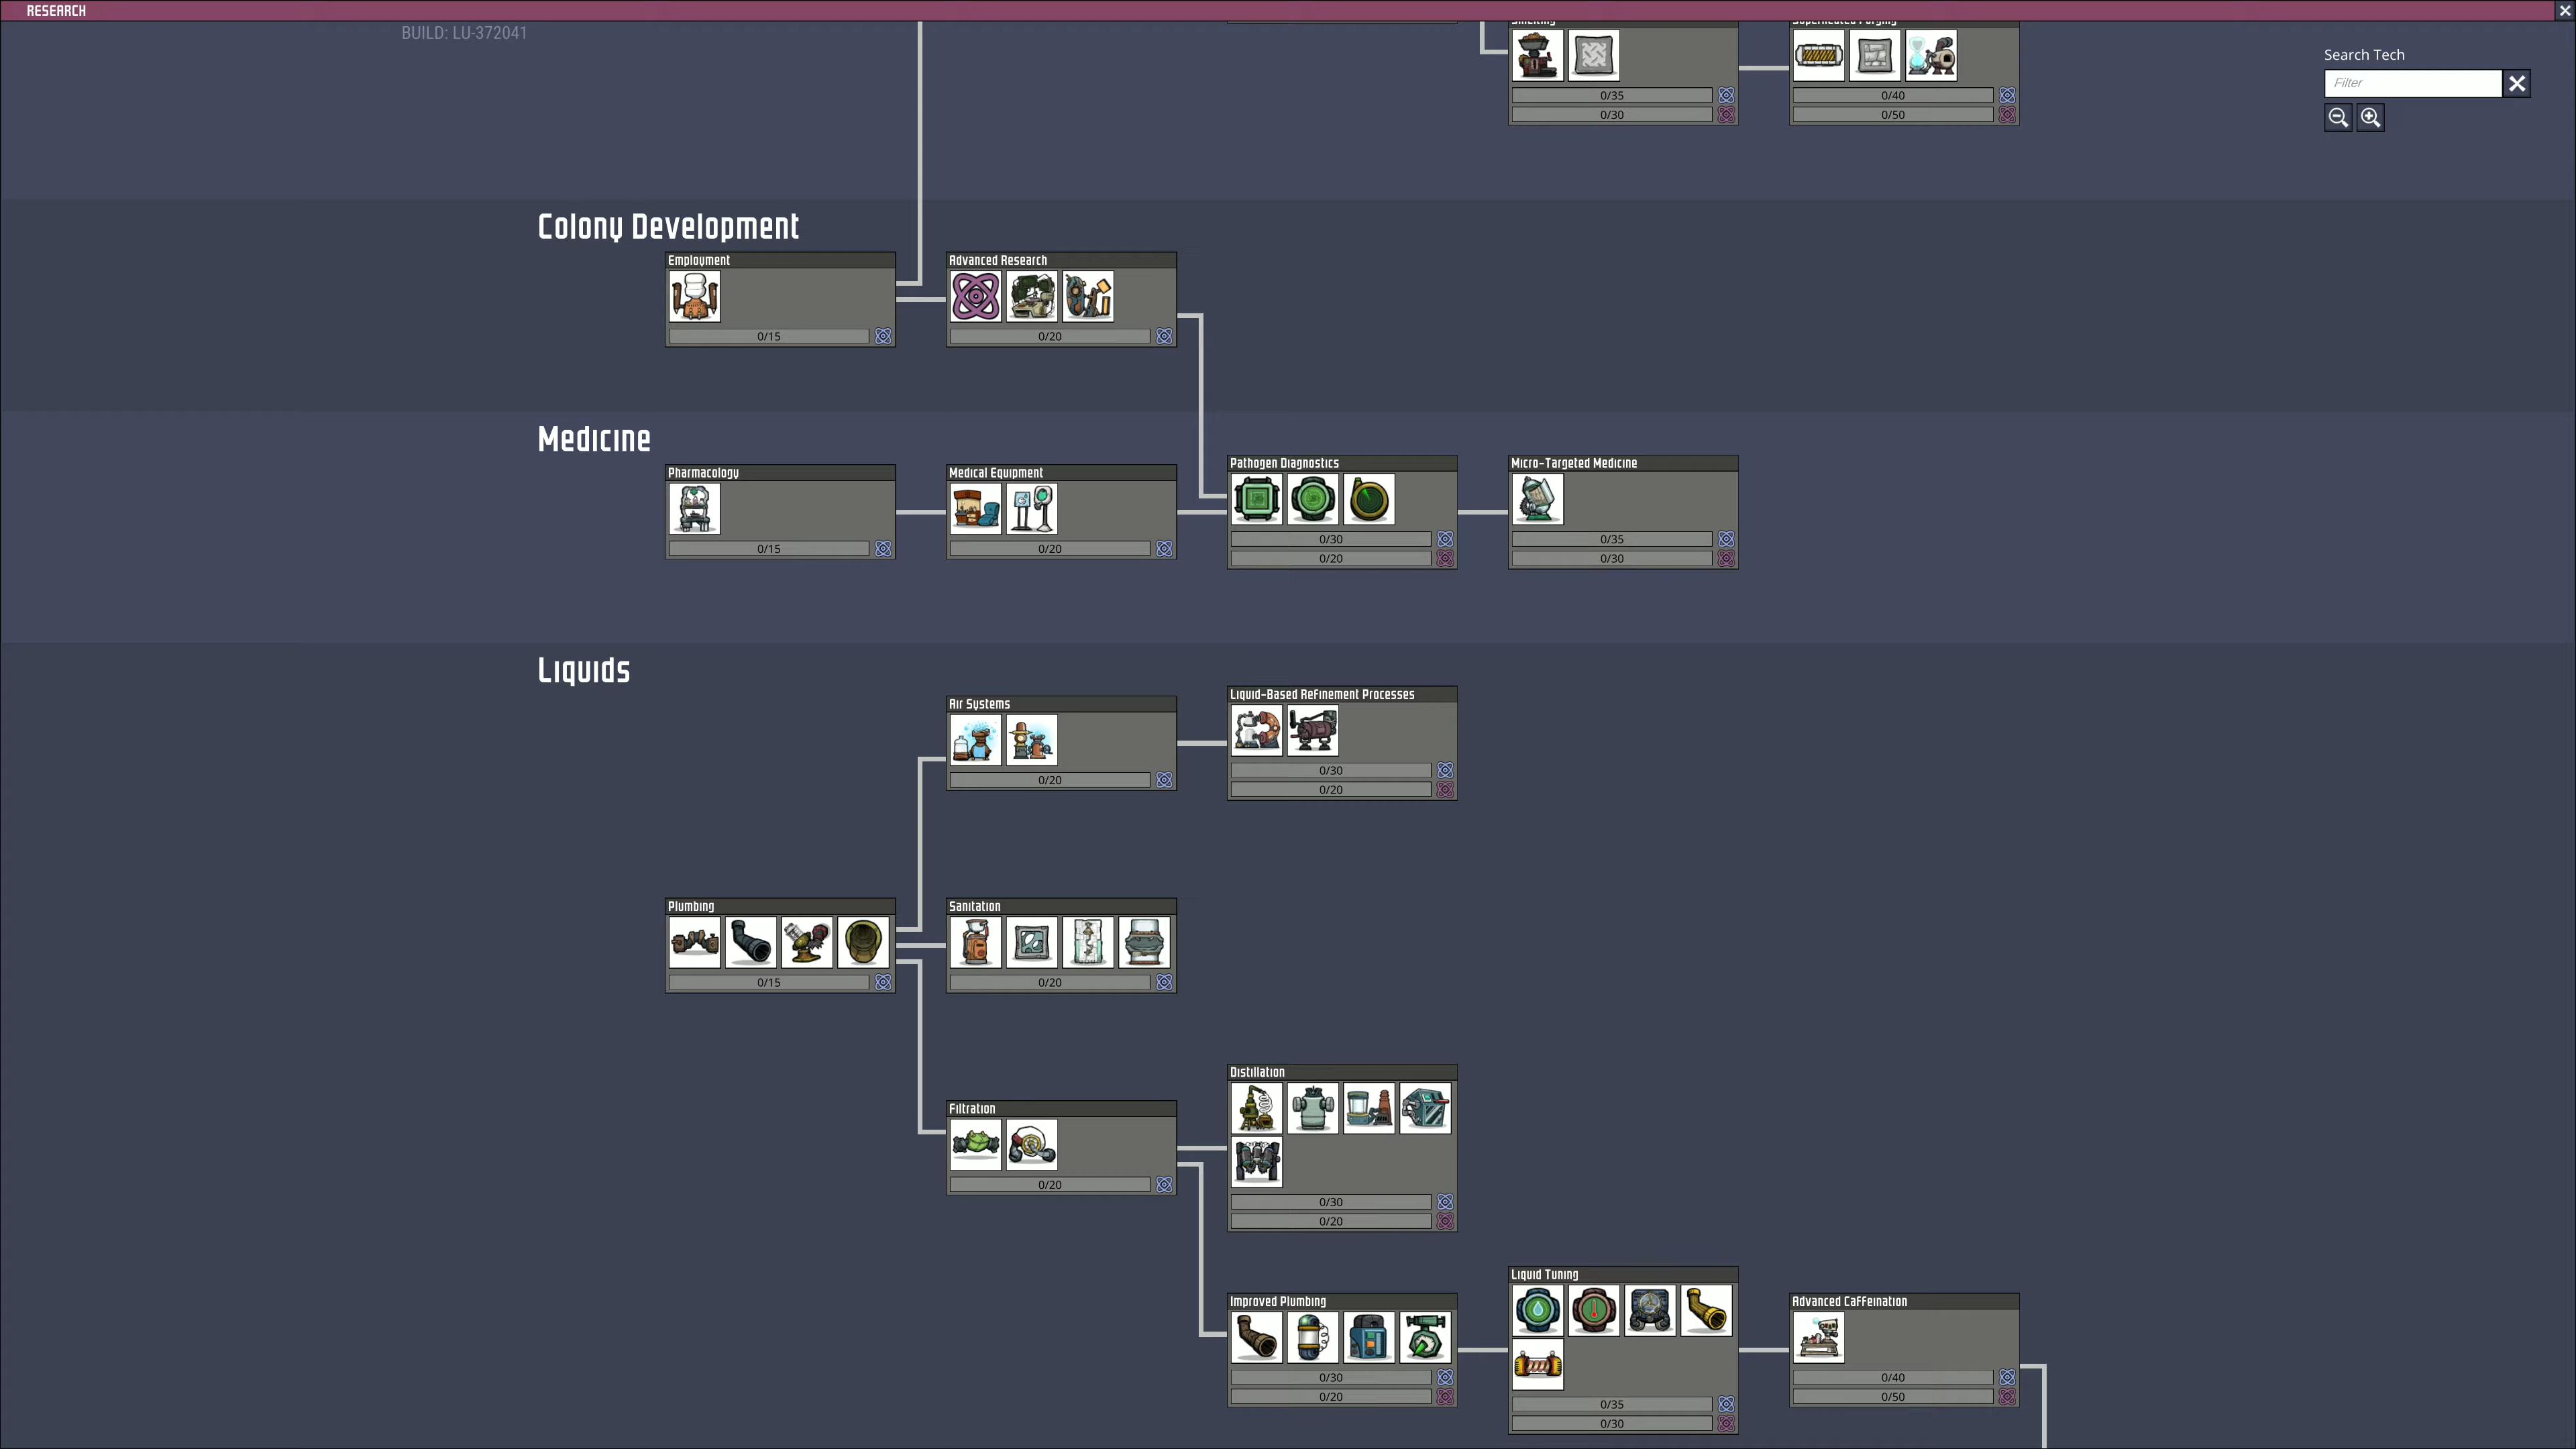 RESEARCH
BUILD: LU-372041
Smelting
Superheated Forging
Search Tech
Filter
0/35
0/40
0/30
0/50
Colony Development
Employment
Advanced Research
0/15
0/20
Medicine
Pharmacology
Medical Equipment
Pathogen Diagnostics
Micro-Targeted Medicine
0/15
0/20
0/30
0/35
0/20
0/30
Liquids
Air Systems
Liquid-Based Refinement Processes
0/20
0/30
0/20
Plumbing
Sanitation
0/15
0/20
Distillation
Filtration
0/20
0/30
0/20
Liquid Tuning
Improved Plumbing
Advanced Caffeination
0/30
0/40
0/20
0/50
0/35
0/30